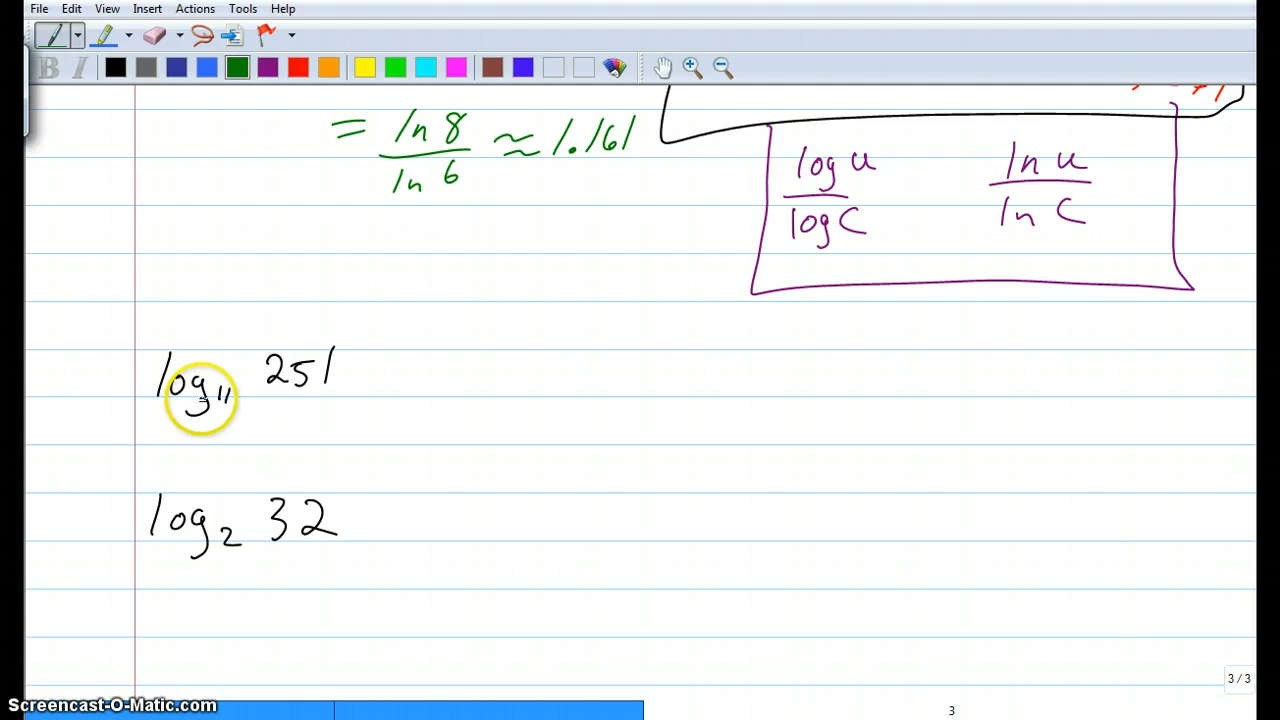 File Edit View Insert Actions Tools Help
B I
= ln 8 / ln 6 ≈ 1.161
log u / log c
ln u / ln c
log₁₁ 251
log₂ 32
3/3
3
Screencast-O-Matic.com